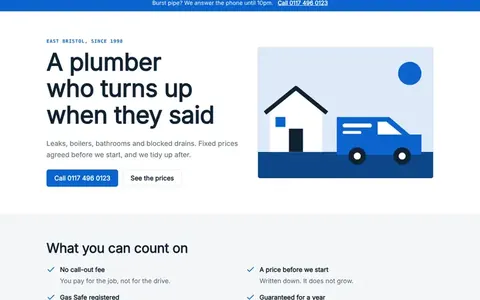 Burst pipe? We answer the phone until 10pm. Call 0117 496 0123
EAST BRISTOL, SINCE 1998
A plumber
who turns up
when they said
Leaks, boilers, bathrooms and blocked drains. Fixed prices
agreed before we start, and we tidy up after.
Call 0117 496 0123
See the prices
What you can count on
No call-out fee
You pay for the job, not for the drive.
A price before we start
Written down. It does not grow.
Gas Safe registered
Guaranteed for a year